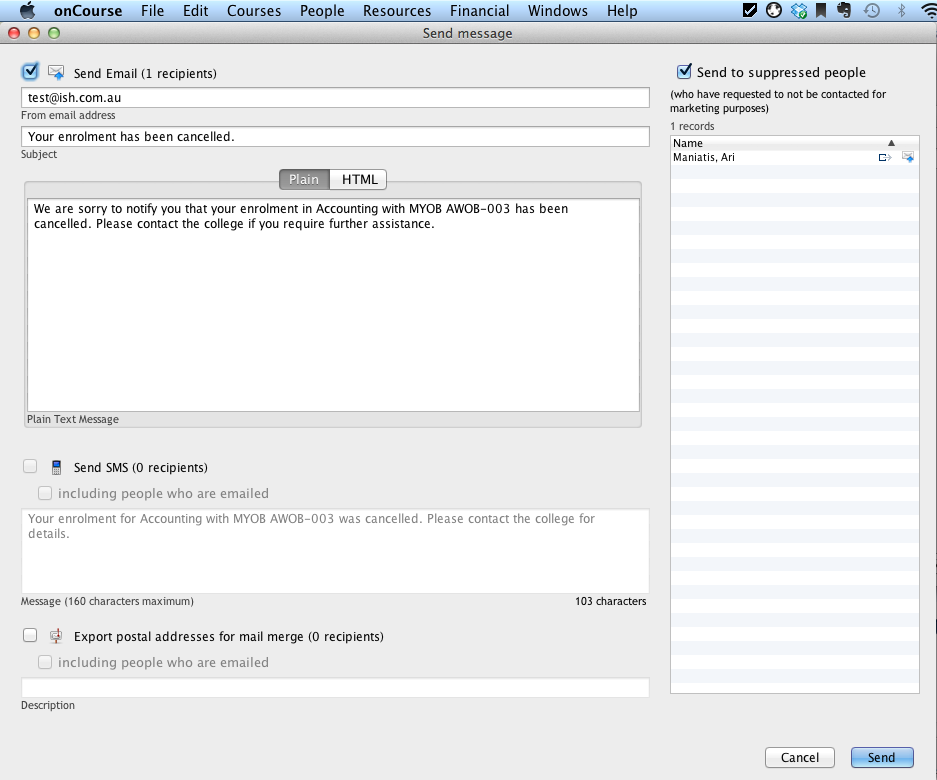 onCourse File Edit Courses People Resources Financial Windows Help
Send message
Send Email (1 recipients)
test@ish.com.au
From email address
Your enrolment has been cancelled.
Subject
Plain HTML
We are sorry to notify you that your enrolment in Accounting with MYOB AWOB-003 has been
cancelled. Please contact the college if you require further assistance.
Plain Text Message
Send SMS (0 recipients)
including people who are emailed
Your enrolment for Accounting with MYOB AWOB-003 was cancelled. Please contact the college for
details.
Message (160 characters maximum) 103 characters
Export postal addresses for mail merge (0 recipients)
including people who are emailed
Description
Send to suppressed people
(who have requested to not be contacted for
marketing purposes)
1 records
Name
Maniatis, Ari
Cancel Send